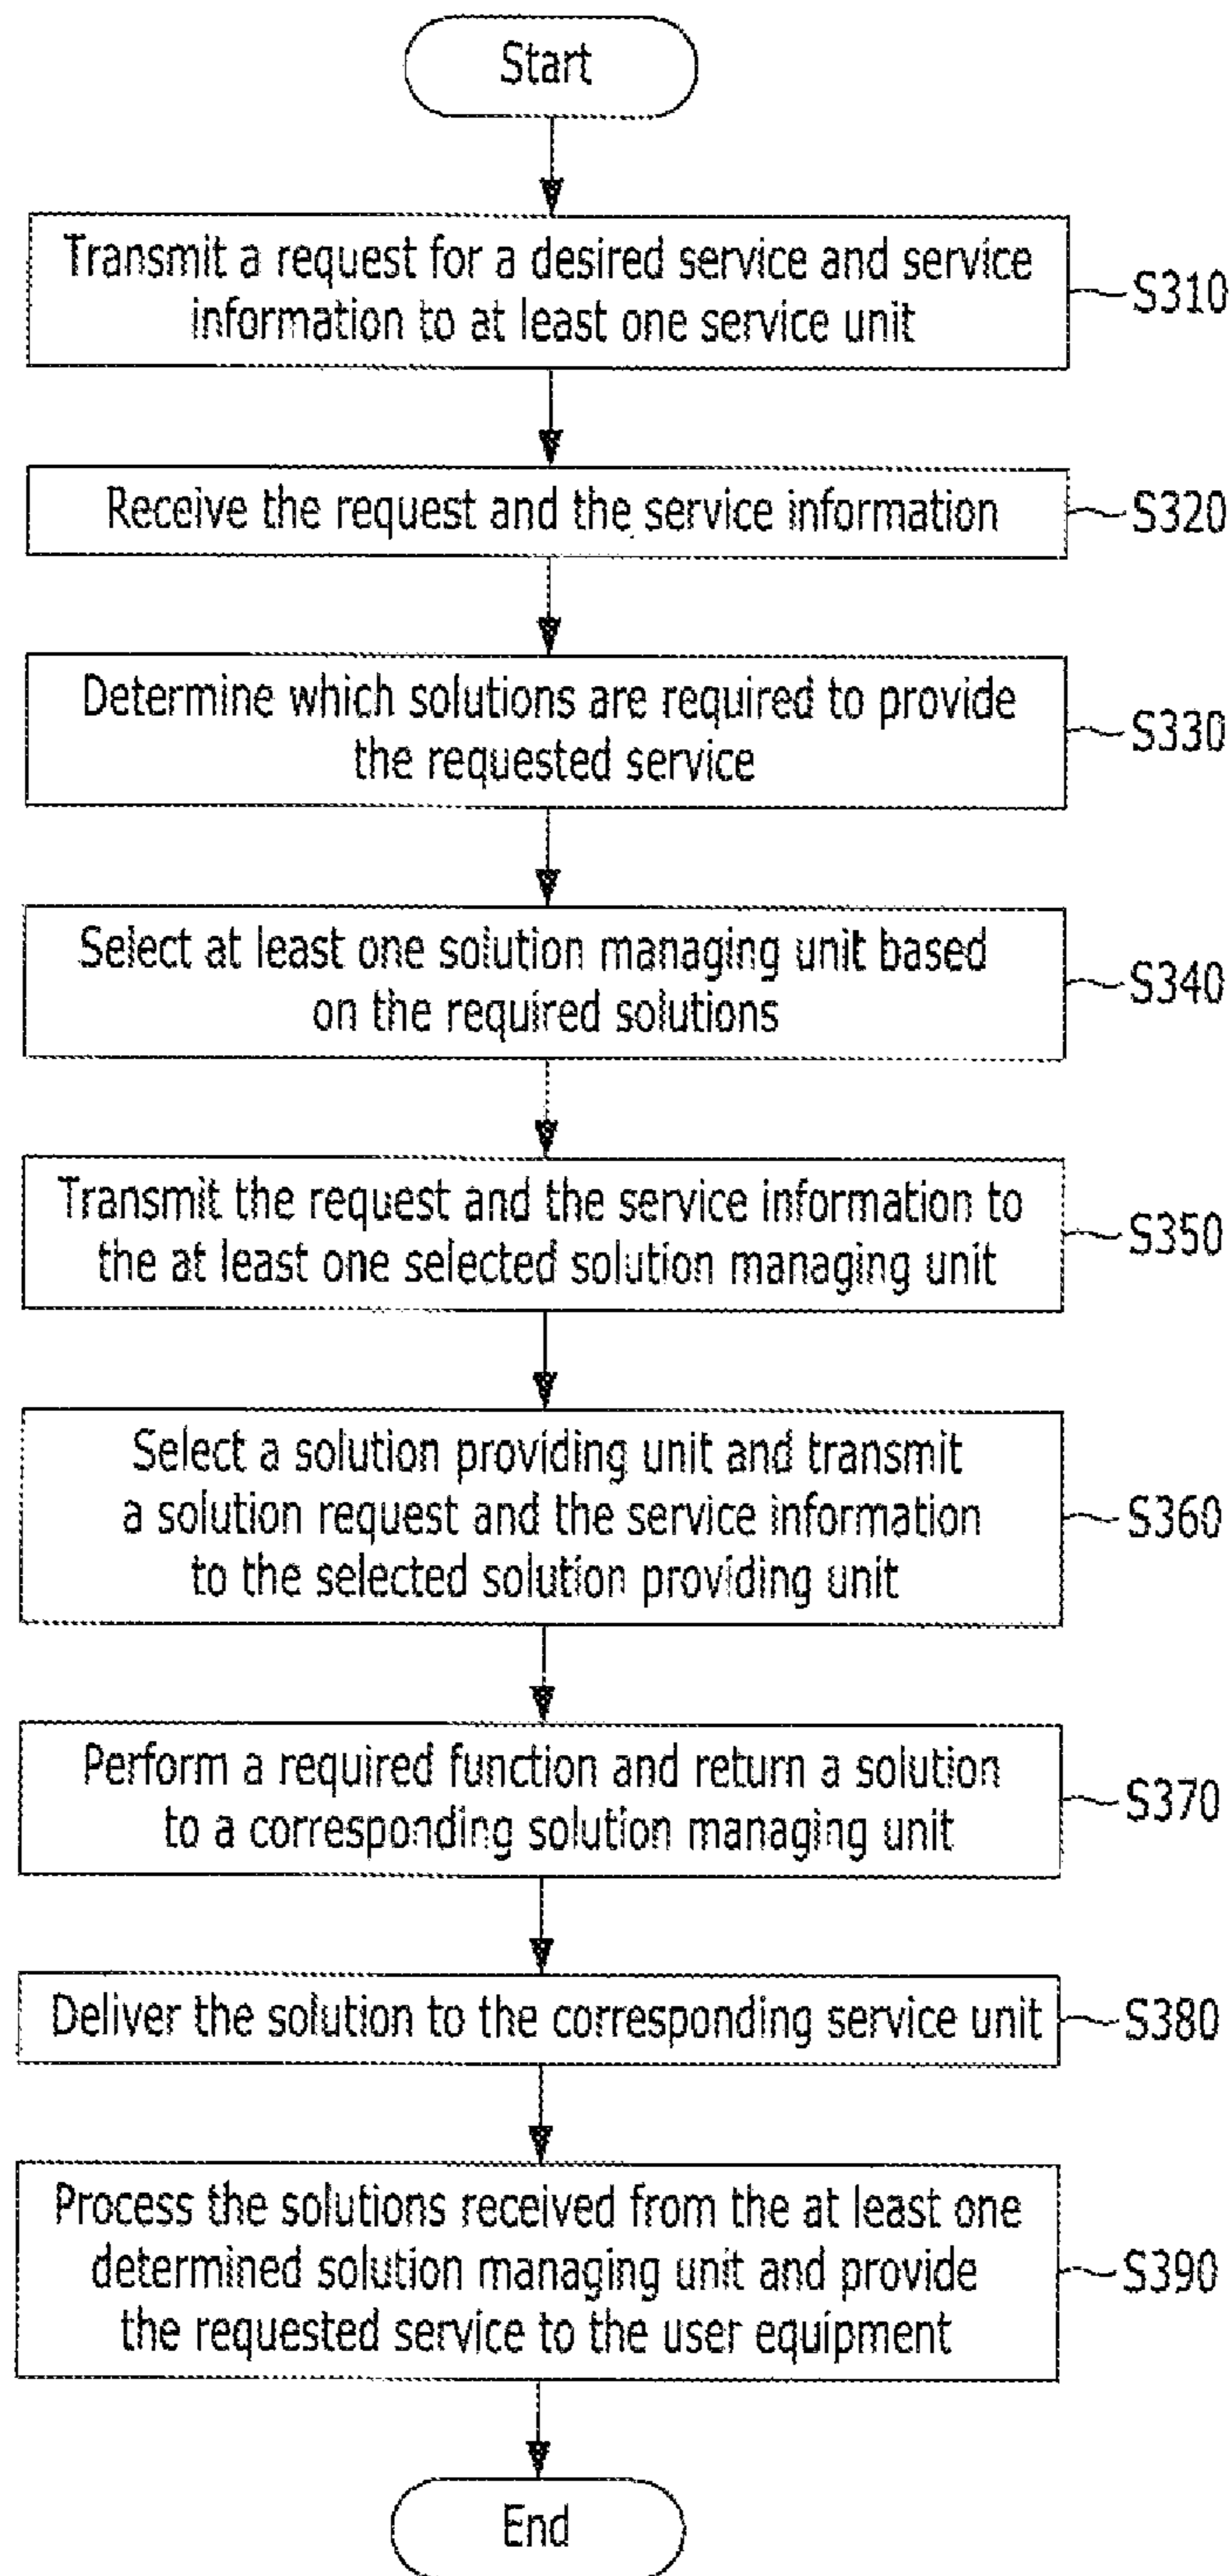 Start
Transmit a request for a desired service and service
information to at least one service unit
S310
Receive the request and the service information
S320
Determine which solutions are required to provide
the requested service
S330
Select at least one solution managing unit based
on the required solutions
S340
Transmit the request and the service information to
the at least one selected solution managing unit
S350
Select a solution providing unit and transmit
a solution request and the service information
to the selected solution providing unit
S360
Perform a required function and return a solution
to a corresponding solution managing unit
S370
Deliver the solution to the corresponding service unit
S380
Process the solutions received from the at least one
determined solution managing unit and provide
the requested service to the user equipment
S390
End